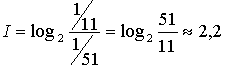 I = log₂ (1/11)/(1/51) = log₂ 51/11 ≈ 2,2